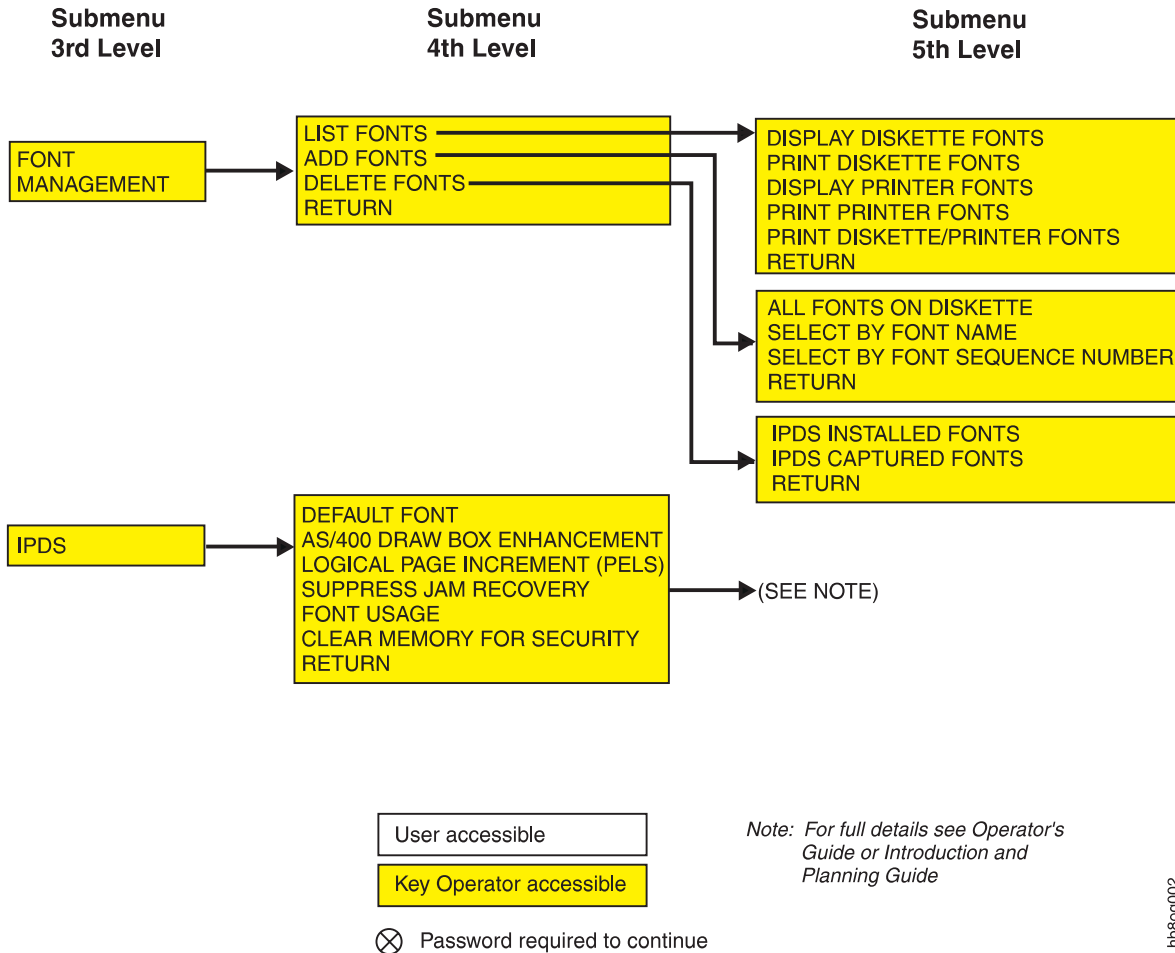 Submenu
3rd Level
Submenu
4th Level
Submenu
5th Level
FONT
MANAGEMENT
LIST FONTS
ADD FONTS
DELETE FONTS
RETURN
DISPLAY DISKETTE FONTS
PRINT DISKETTE FONTS
DISPLAY PRINTER FONTS
PRINT PRINTER FONTS
PRINT DISKETTE/PRINTER FONTS
RETURN
ALL FONTS ON DISKETTE
SELECT BY FONT NAME
SELECT BY FONT SEQUENCE NUMBER
RETURN
IPDS INSTALLED FONTS
IPDS CAPTURED FONTS
RETURN
IPDS
DEFAULT FONT
AS/400 DRAW BOX ENHANCEMENT
LOGICAL PAGE INCREMENT (PELS)
SUPPRESS JAM RECOVERY
FONT USAGE
CLEAR MEMORY FOR SECURITY
RETURN
(SEE NOTE)
User accessible
Key Operator accessible
Password required to continue
Note: For full details see Operator's
Guide or Introduction and
Planning Guide